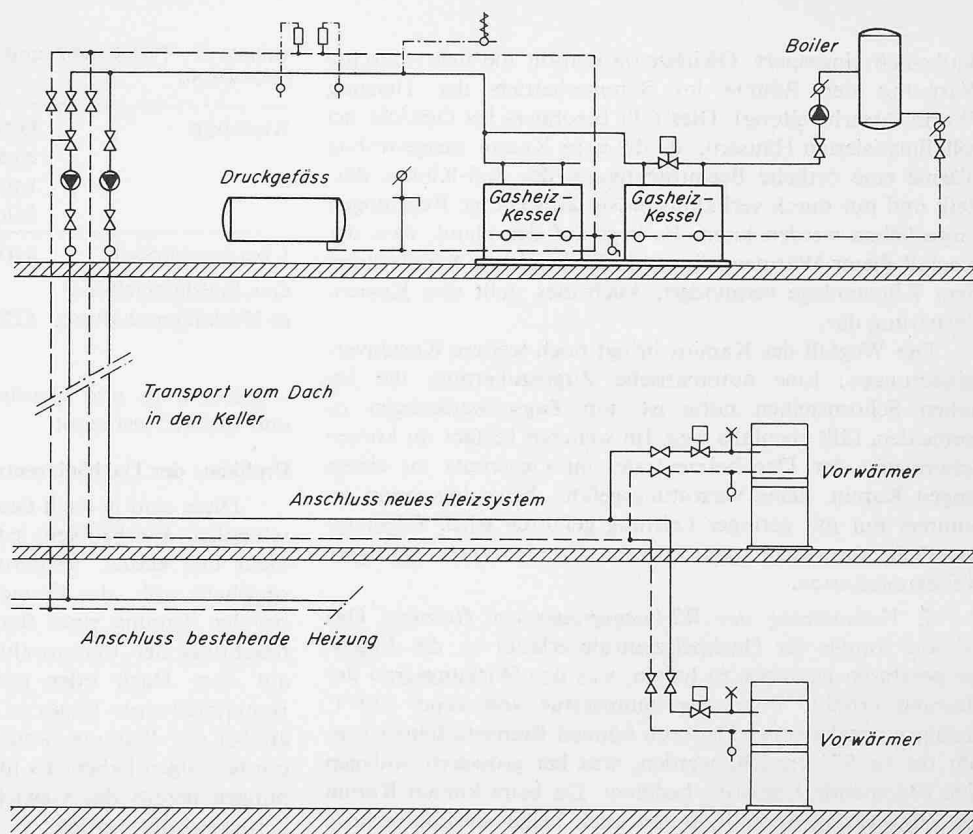 Boiler
Druckgefäss
Gasheiz-
Kessel
Gasheiz-
Kessel
Transport vom Dach
in den Keller
Vorwärmer
Anschluss neues Heizsystem
Anschluss bestehende Heizung
Vorwärmer